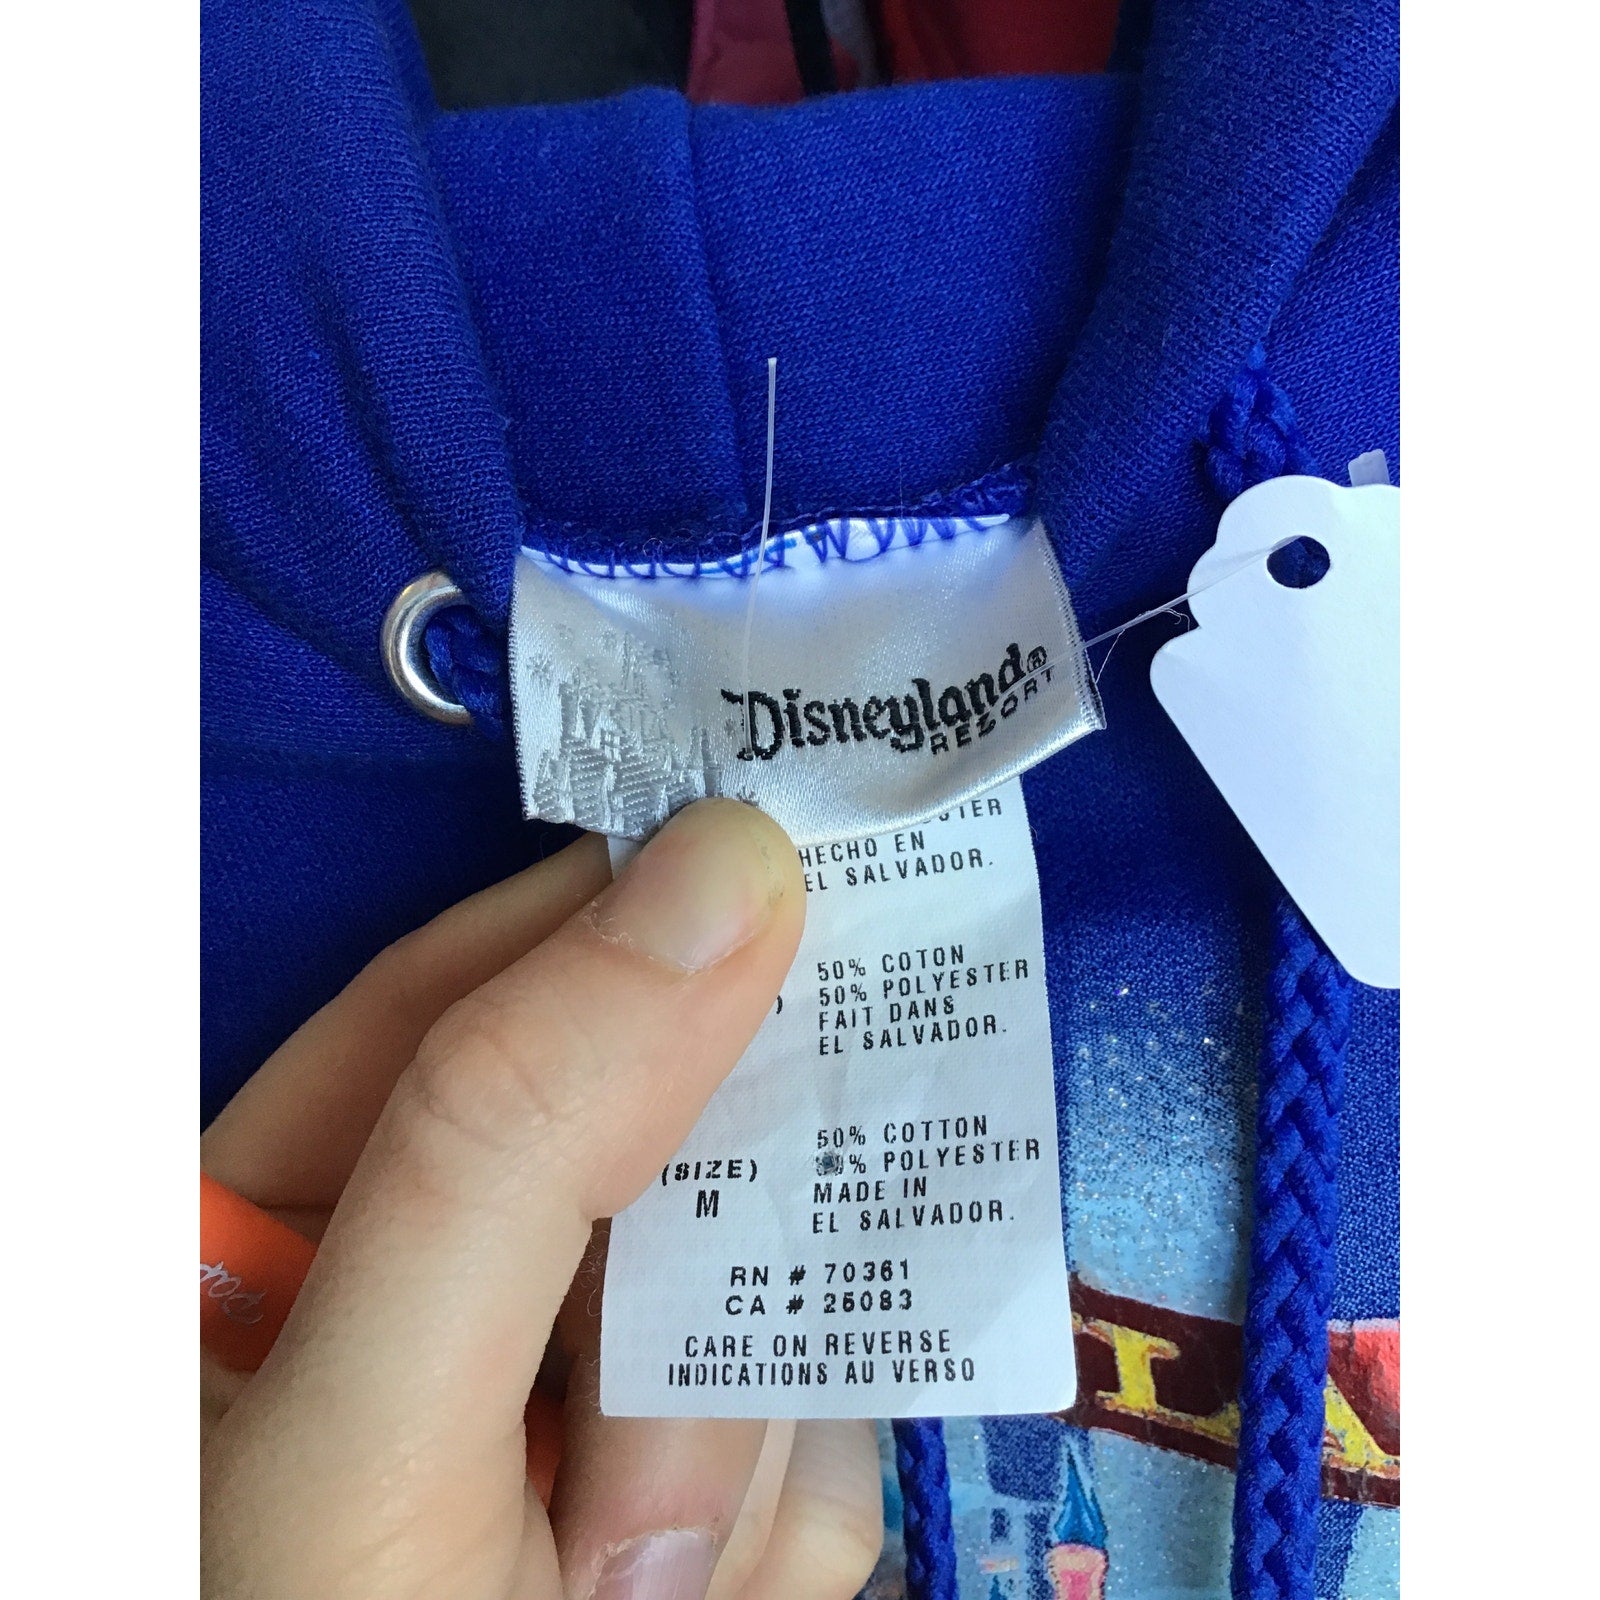 Disneyland®
RESORT
HECHO EN
EL SALVADOR.
50% COTON
50% POLYESTER
FAIT DANS
EL SALVADOR.
50% COTTON
% POLYESTER
MADE IN
EL SALVADOR.
(SIZE)
M
RN # 70361
CA # 25083
CARE ON REVERSE
INDICATIONS AU VERSO